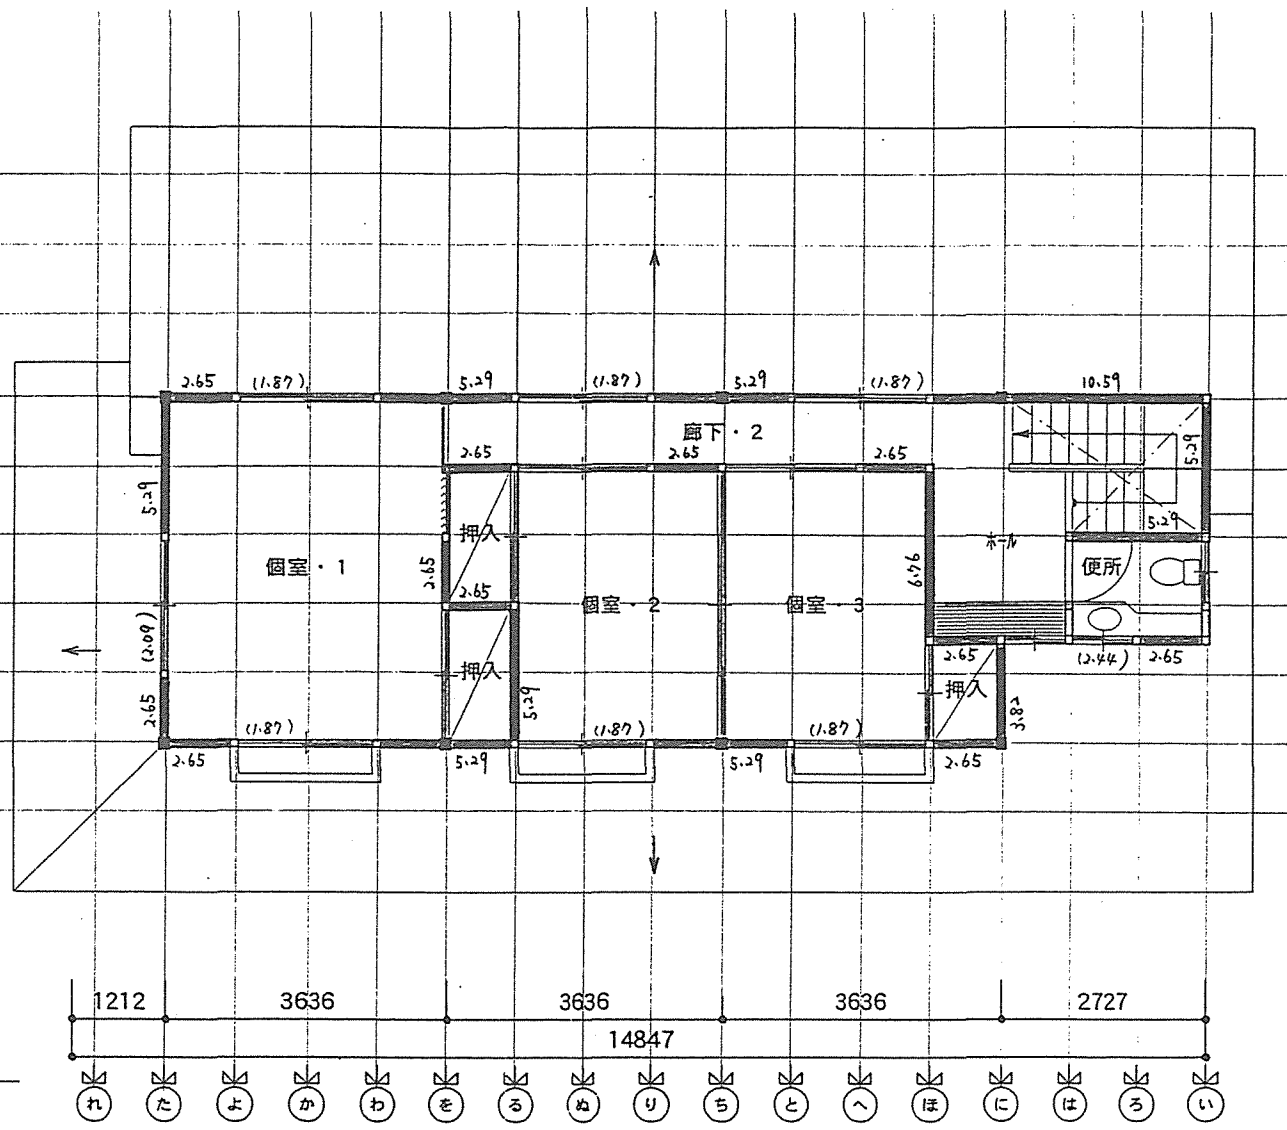 2.65 (1.87) 5.29 (1.87) 5.29 (1.87) 10.59
廊下・2
2.65 2.65 2.65 5.29
5.29 押入 5.29
ホール
個室・1 2.65 6.46 便所
2.65 個室・2 個室・3
(2.09) 2.65 (2.44) 2.65
押入 押入
2.65 5.29 3.82
(1.87) (1.87) (1.87)
2.65 5.29 5.29 2.65
1212 3636 3636 3636 2727
14847
れ た よ か わ を る ぬ り ち と へ ほ に は ろ い